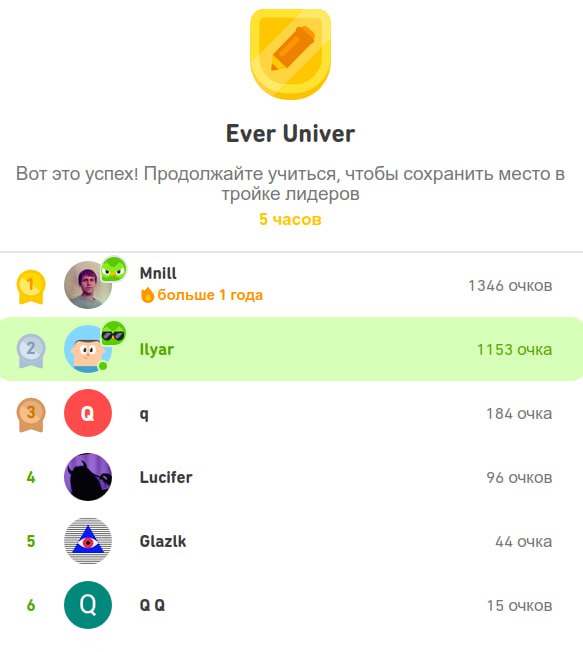 Ever Univer
Вот это успех! Продолжайте учиться, чтобы сохранить место в
тройке лидеров
5 часов
1
Mnill
больше 1 года
1346 очков
2
Ilyar
1153 очка
3
Q
q
184 очка
4
Lucifer
96 очков
5
Glazlk
44 очка
6
Q
Q Q
15 очков